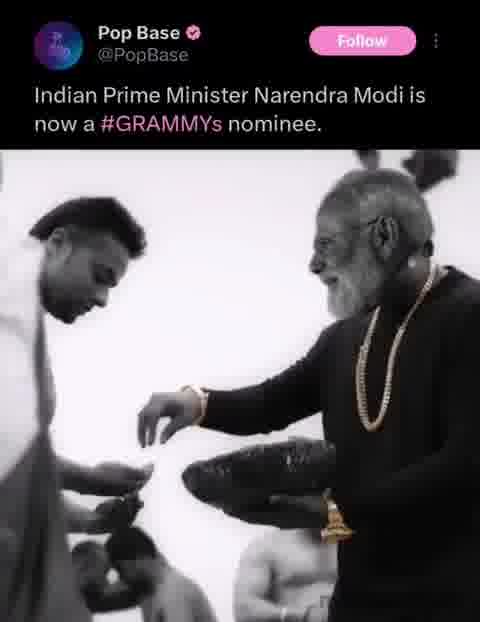 Pop Base
@PopBase
Follow
Indian Prime Minister Narendra Modi is
now a #GRAMMYs nominee.